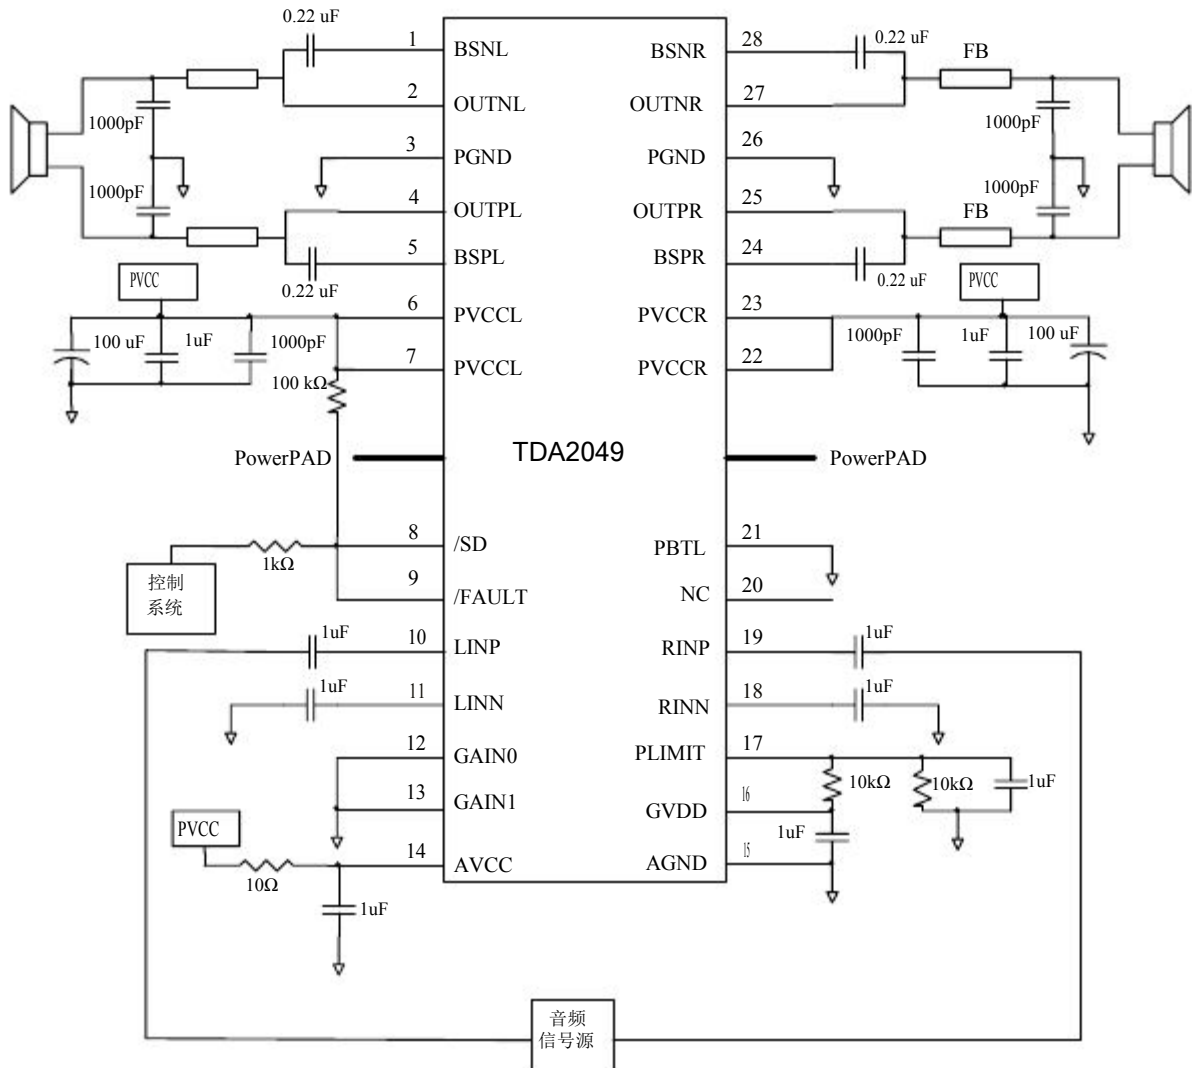 0.22 uF
1
BSNL
BSNR
28
0.22 uF
FB
2
OUTNL
OUTNR
27
1000pF
1000pF
3
PGND
PGND
26
1000pF
1000pF
4
OUTPL
OUTPR
25
FB
5
BSPL
BSPR
24
0.22 uF
0.22 uF
PVCC
PVCC
6
PVCCL
PVCCR
23
100 uF
1uF
1000pF
1000pF
1uF
100 uF
7
PVCCL
PVCCR
22
100 kΩ
PowerPAD
TDA2049
PowerPAD
8
/SD
PBTL
21
1kΩ
控制
系统
9
/FAULT
NC
20
1uF
10
LINP
RINP
19
1uF
1uF
11
LINN
RINN
18
1uF
12
GAIN0
PLIMIT
17
10kΩ
10kΩ
1uF
13
GAIN1
GVDD
16
PVCC
1uF
14
AVCC
AGND
15
10Ω
1uF
音频
信号源